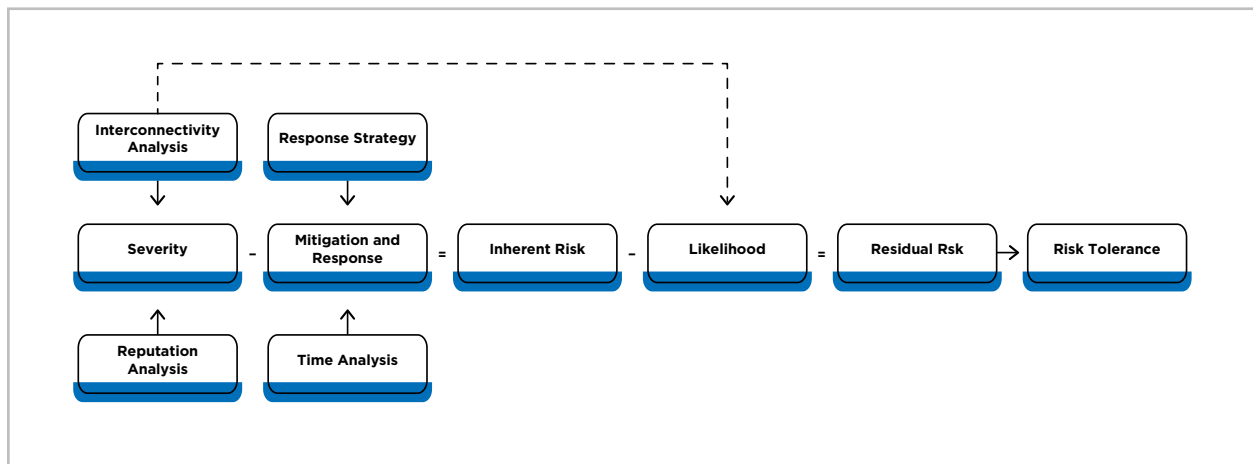 Interconnectivity
Analysis
Response Strategy
Severity
-
Mitigation and
Response
=
Inherent Risk
-
Likelihood
=
Residual Rsk
Risk Tolerance
Reputation
Analysis
Time Analysis